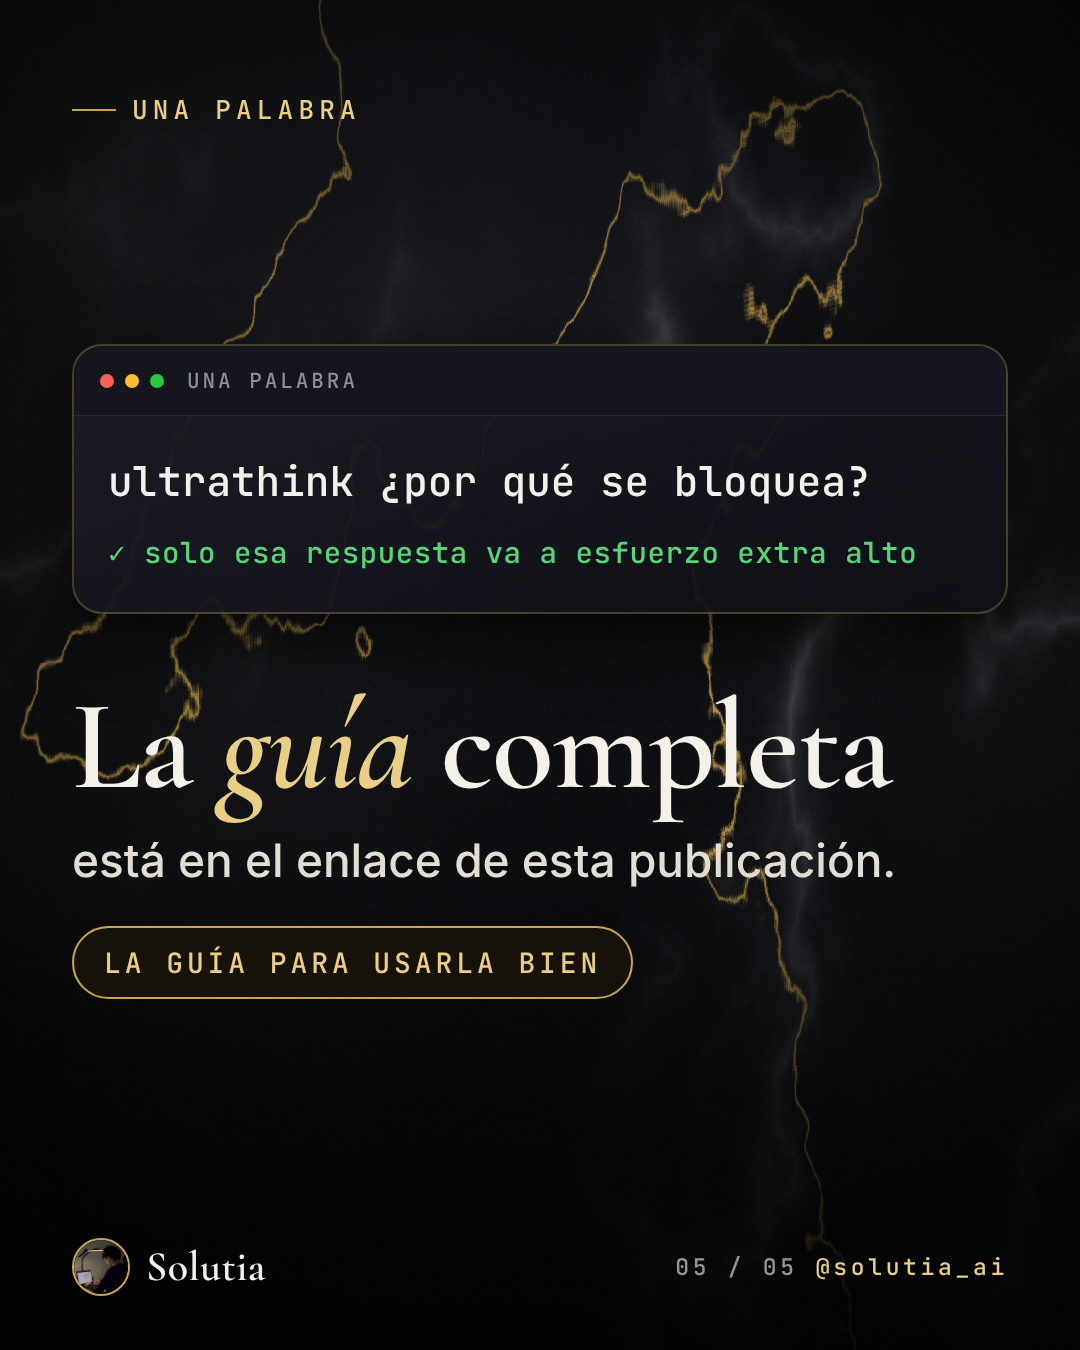 UNA PALABRA
UNA PALABRA
ultrathink ¿por qué se bloquea?
✓ solo esa respuesta va a esfuerzo extra alto
La guía completa
está en el enlace de esta publicación.
LA GUÍA PARA USARLA BIEN
Solutia
05 / 05 @solutia_ai